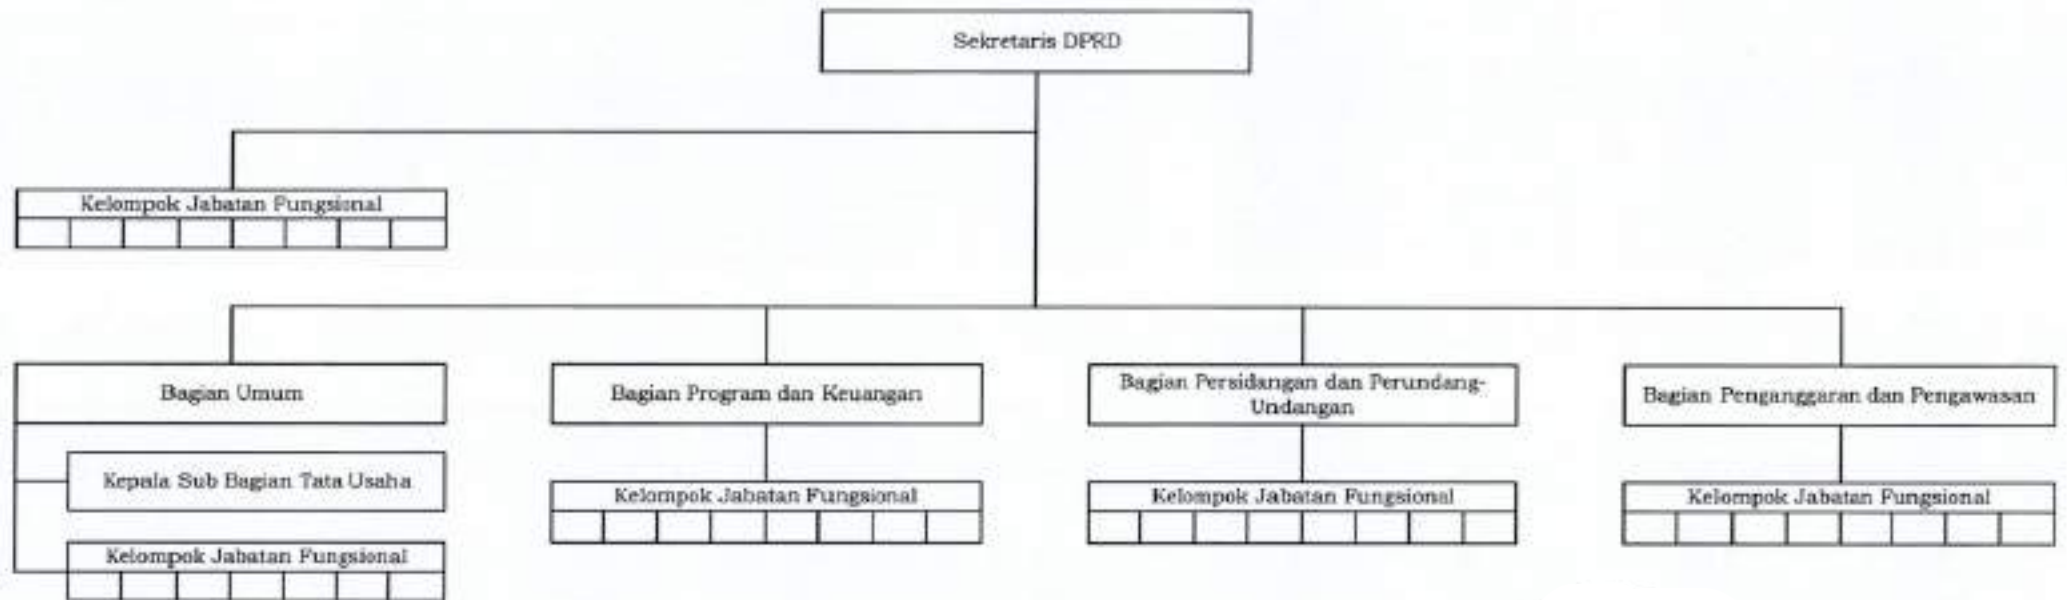 Sekretaris DPRD
Kelompok Jabatan Fungsional
Bagian Umum
Bagian Program dan Keuangan
Bagian Persidangan dan Perundang-
Undangan
Bagian Penganggaran dan Pengawasan
Kepala Sub Bagian Tata Usaha
Kelompok Jabatan Fungsional
Kelompok Jabatan Fungsional
Kelompok Jabatan Fungsional
Kelompok Jabatan Fungsional